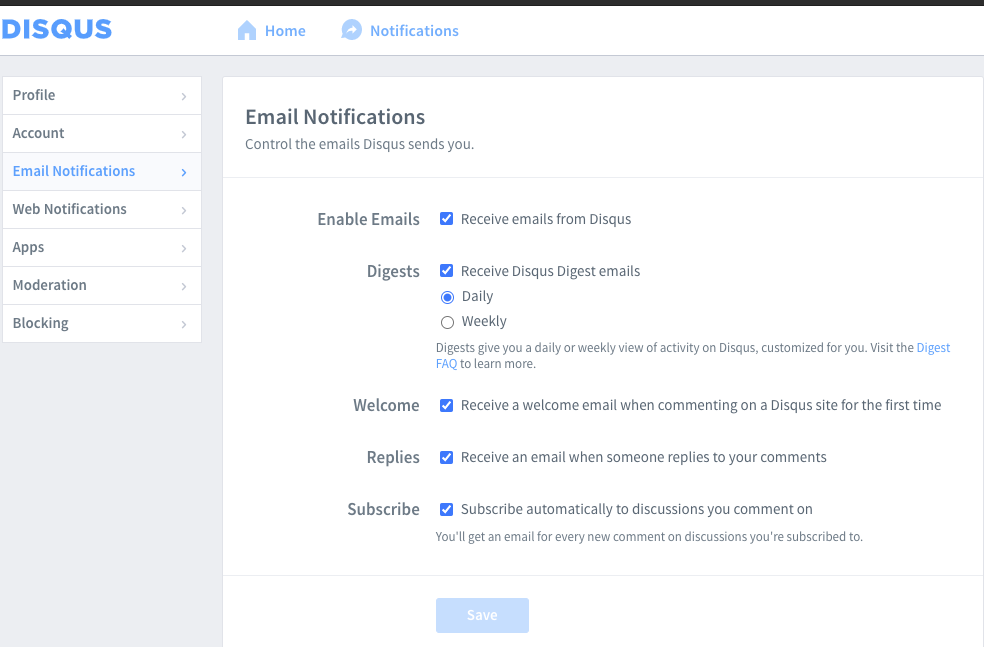 DISQUS
Home
Notifications
Profile
Account
Email Notifications
Web Notifications
Apps
Moderation
Blocking
Email Notifications
Control the emails Disqus sends you.
Enable Emails Receive emails from Disqus
Digests Receive Disqus Digest emails
Daily
Weekly
Digests give you a daily or weekly view of activity on Disqus, customized for you. Visit the Digest
FAQ to learn more.
Welcome Receive a welcome email when commenting on a Disqus site for the first time
Replies Receive an email when someone replies to your comments
Subscribe Subscribe automatically to discussions you comment on
You'll get an email for every new comment on discussions you're subscribed to.
Save